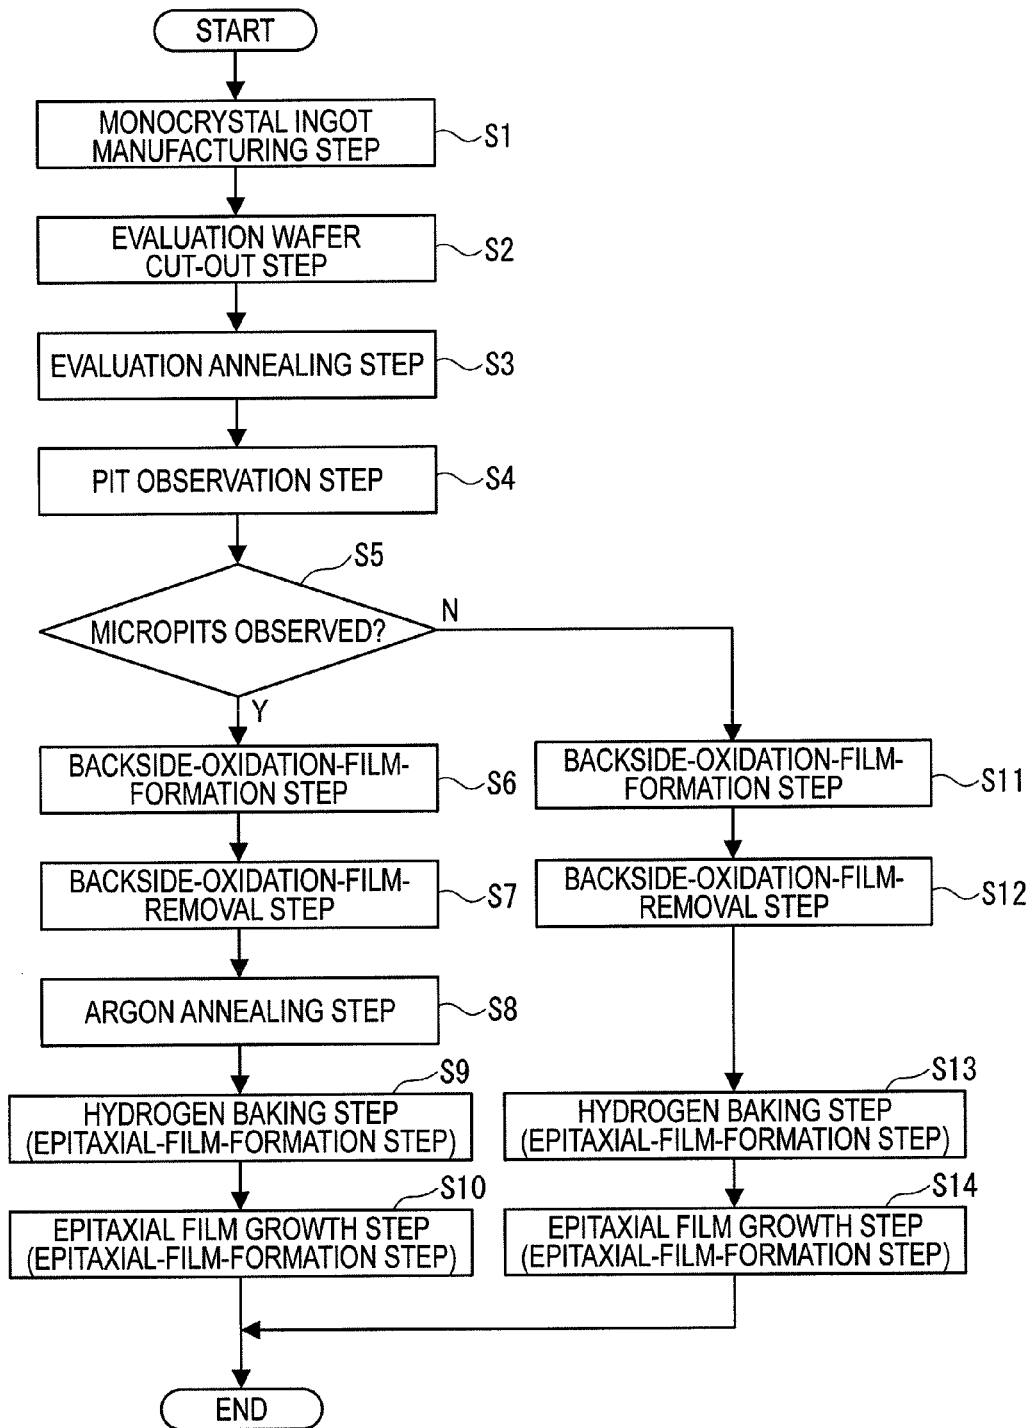 START
MONOCRYSTAL INGOT
MANUFACTURING STEP
S1
EVALUATION WAFER
CUT-OUT STEP
S2
EVALUATION ANNEALING STEP
S3
PIT OBSERVATION STEP
S4
S5
MICROPITS OBSERVED?
N
Y
BACKSIDE-OXIDATION-FILM-
FORMATION STEP
S6
BACKSIDE-OXIDATION-FILM-
REMOVAL STEP
S7
ARGON ANNEALING STEP
S8
S9
HYDROGEN BAKING STEP
(EPITAXIAL-FILM-FORMATION STEP)
S10
EPITAXIAL FILM GROWTH STEP
(EPITAXIAL-FILM-FORMATION STEP)
BACKSIDE-OXIDATION-FILM-
FORMATION STEP
S11
BACKSIDE-OXIDATION-FILM-
REMOVAL STEP
S12
S13
HYDROGEN BAKING STEP
(EPITAXIAL-FILM-FORMATION STEP)
S14
EPITAXIAL FILM GROWTH STEP
(EPITAXIAL-FILM-FORMATION STEP)
END